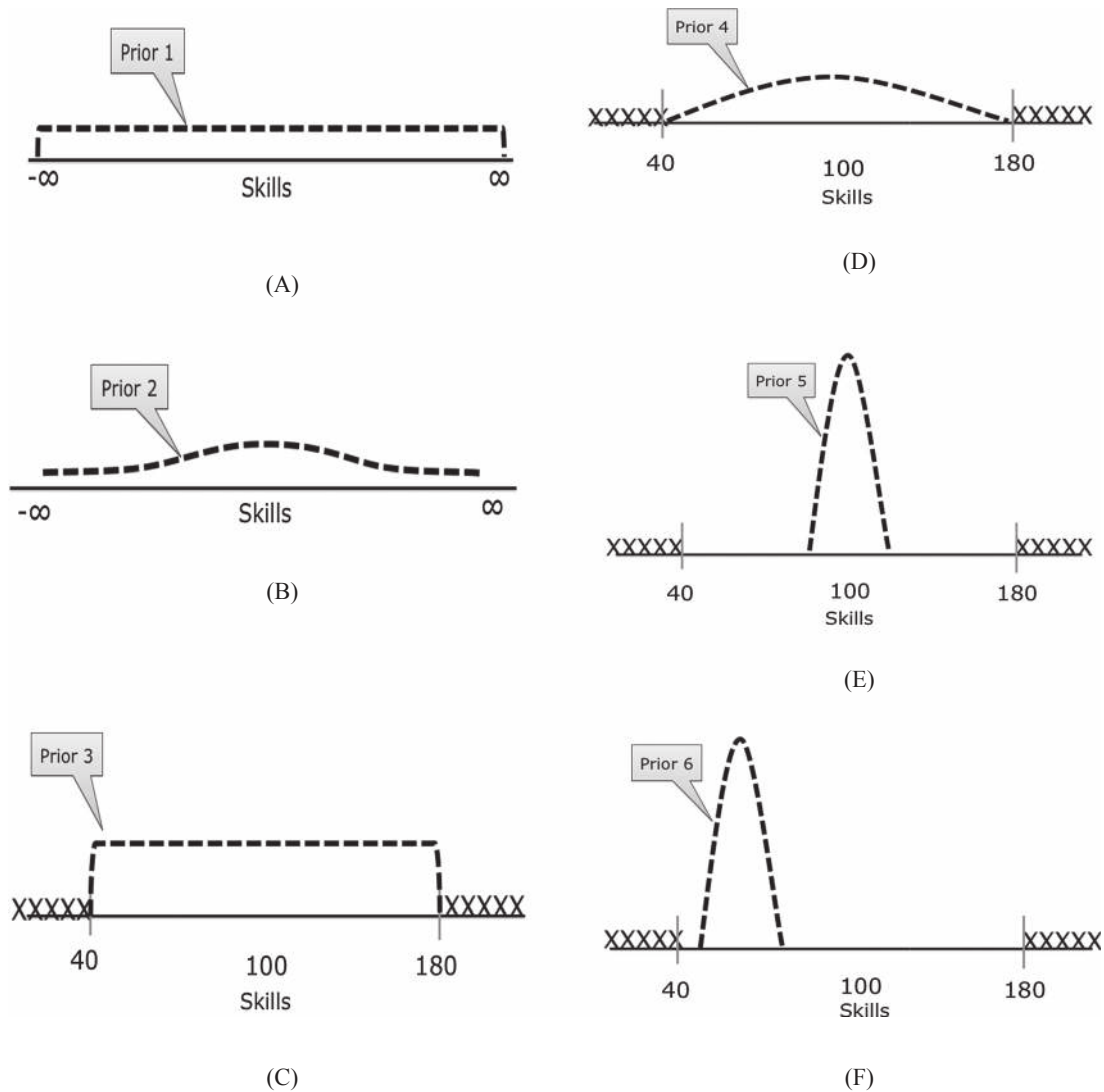 Prior 1
-∞ ∞
Skills
(A)
Prior 2
-∞ Skills ∞
(B)
Prior 3
XXXXX XXXXX
40 100 180
Skills
(C)
Prior 4
XXXXX XXXXX
40 100 180
Skills
(D)
Prior 5
XXXXX XXXXX
40 100 180
Skills
(E)
Prior 6
XXXXX XXXXX
40 100 180
Skills
(F)